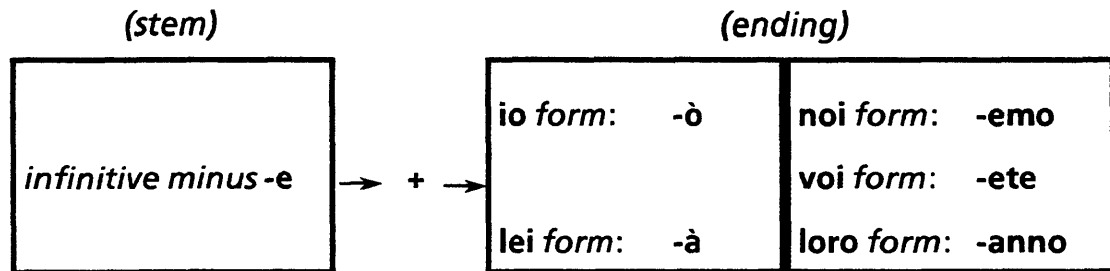 (stem) (ending)
io form: -ò noi form: -emo
infinitive minus -e → + → voi form: -ete
lei form: -à loro form: -anno